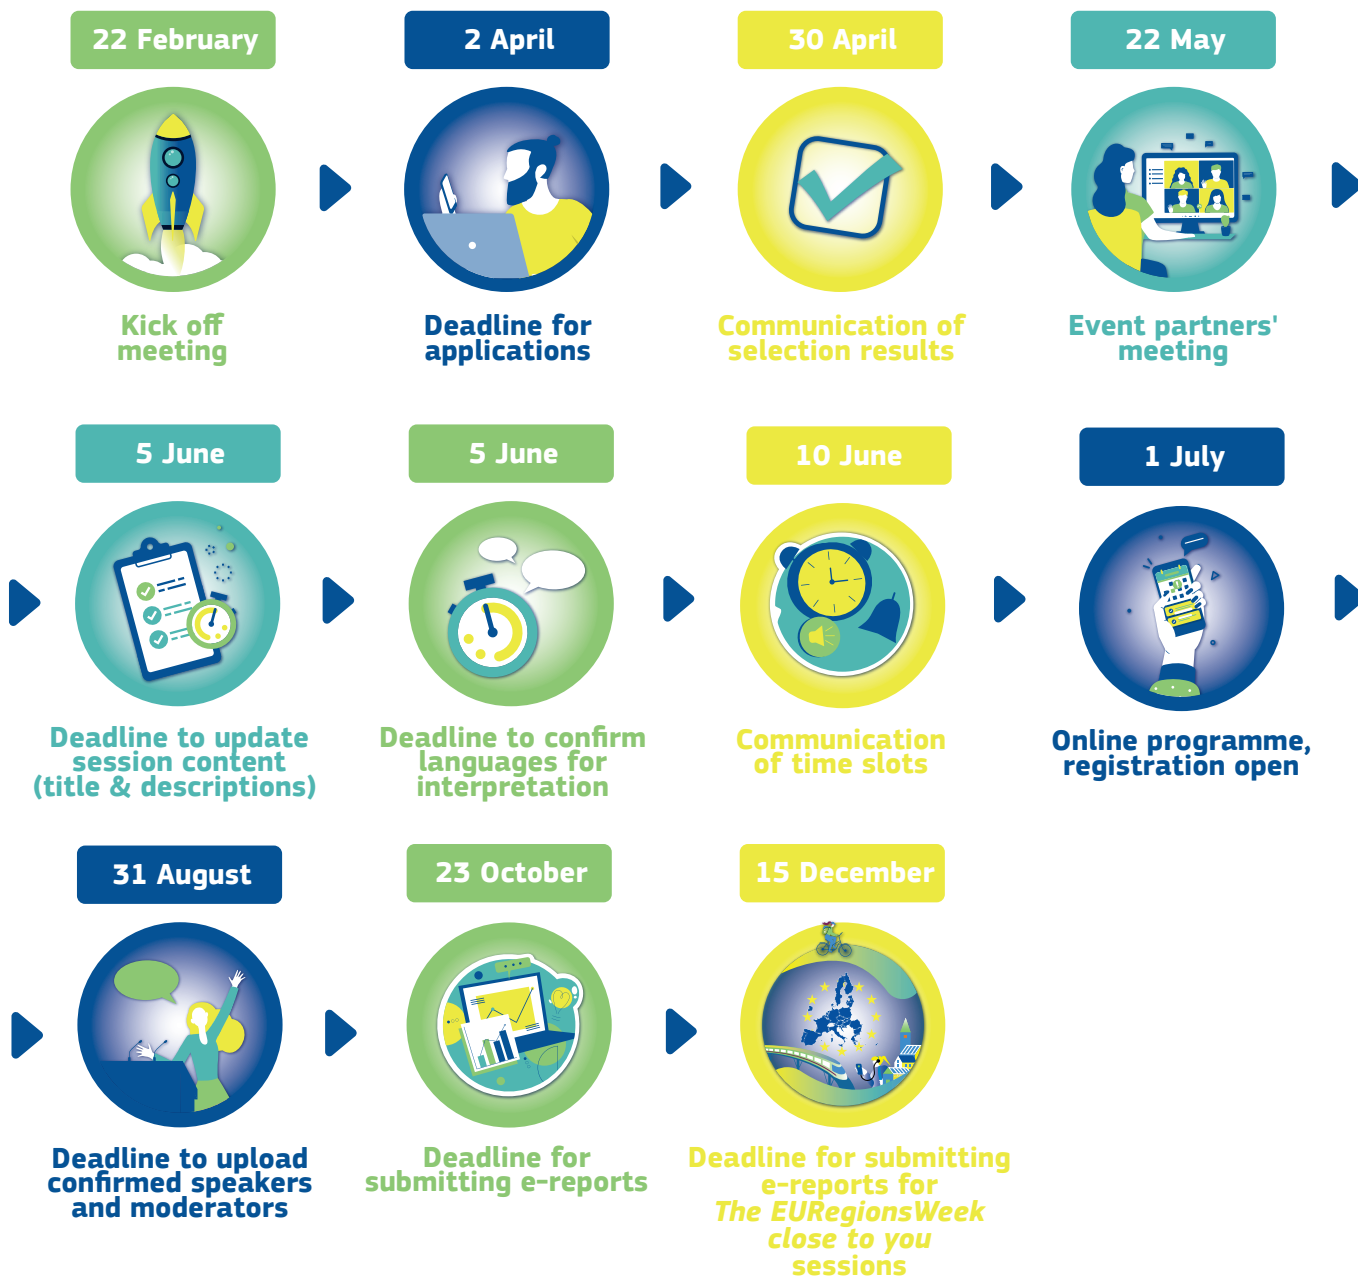 22 February
Kick off
meeting
2 April
Deadline for
applications
30 April
Communication of
selection results
22 May
Event partners'
meeting
5 June
Deadline to update
session content
(title & descriptions)
5 June
Deadline to confirm
languages for
interpretation
10 June
Communication
of time slots
1 July
Online programme,
registration open
31 August
Deadline to upload
confirmed speakers
and moderators
23 October
Deadline for
submitting e-reports
15 December
Deadline for submitting
e-reports for
The EURegionsWeek
close to you
sessions